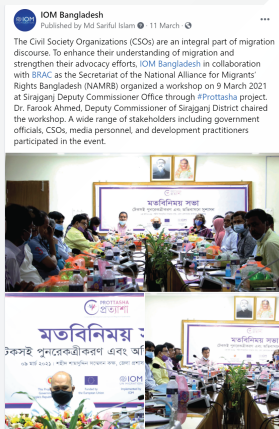 IOM Bangladesh
Published by Md Sariful Islam · 11 March ·
The Civil Society Organizations (CSOs) are an integral part of migration
discourse. To enhance their understanding of migration and
strengthen their advocacy efforts, IOM Bangladesh in collaboration
with BRAC as the Secretariat of the National Alliance for Migrants'
Rights Bangladesh (NAMRB) organized a workshop on 9 March 2021
at Sirajganj Deputy Commissioner Office through #Prottasha project.
Dr. Farook Ahmed, Deputy Commissioner of Sirajganj District chaired
the workshop. A wide range of stakeholders including government
officials, CSOs, media personnel, and development practitioners
participated in the event.
মতবিনিময় সভা
PROTTASHA
প্রত্যাশা
মতবিনিময় স
টেকসই পুনরেকত্রীকরণ এবং
IOM